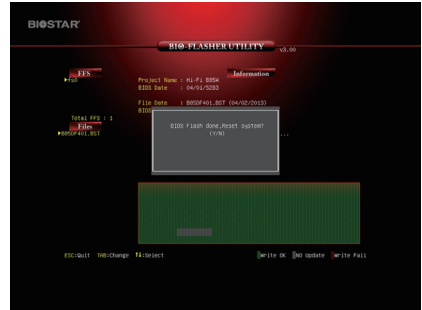 BIOSTAR
BIO-FLASHER UTILITY v3.00
FFS
Information
▶fs0
Project Name : Hi-Fi B85W
BIOS Date : 04/01/5203
File Date : B85DF401.BST (04/02/2013)
BIOS
Total FFS : 1
Files
▶B85DF401.BST
BIOS Flash done,Reset system?
(Y/N)
...
ESC:Quit TAB:Change ↑↓:Select
Write OK NO Update Write Fail